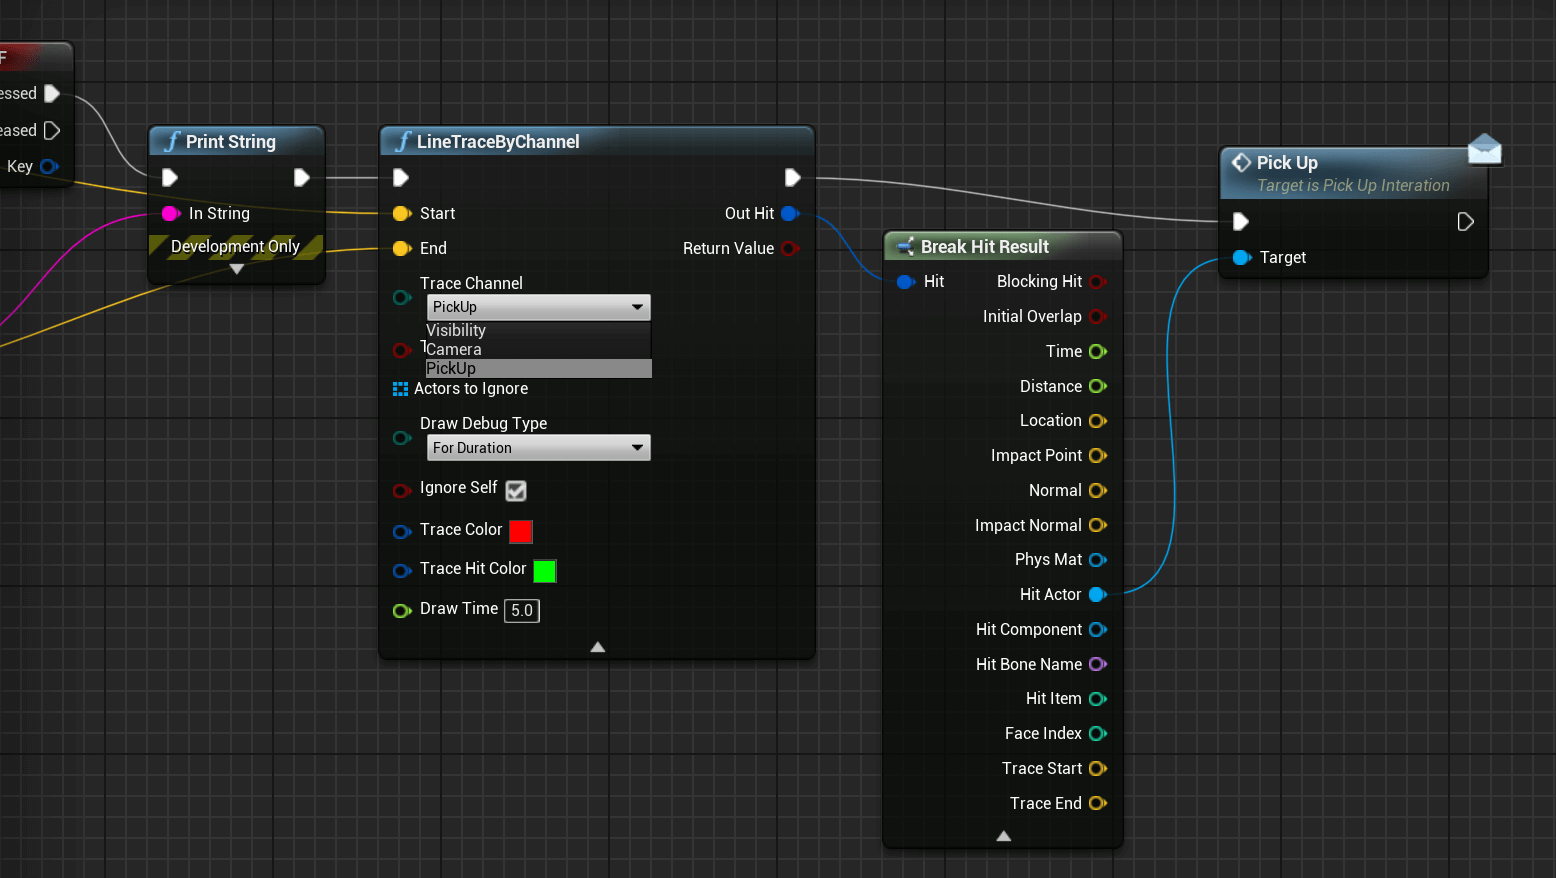 F
essed
eased
Key
f Print String
In String
Development Only
f LineTraceByChannel
Start
Out Hit
End
Return Value
Trace Channel
PickUp
Visibility
Camera
PickUp
Actors to Ignore
Draw Debug Type
For Duration
Ignore Self
Trace Color
Trace Hit Color
Draw Time 5.0
Break Hit Result
Hit
Blocking Hit
Initial Overlap
Time
Distance
Location
Impact Point
Normal
Impact Normal
Phys Mat
Hit Actor
Hit Component
Hit Bone Name
Hit Item
Face Index
Trace Start
Trace End
Pick Up
Target is Pick Up Interation
Target